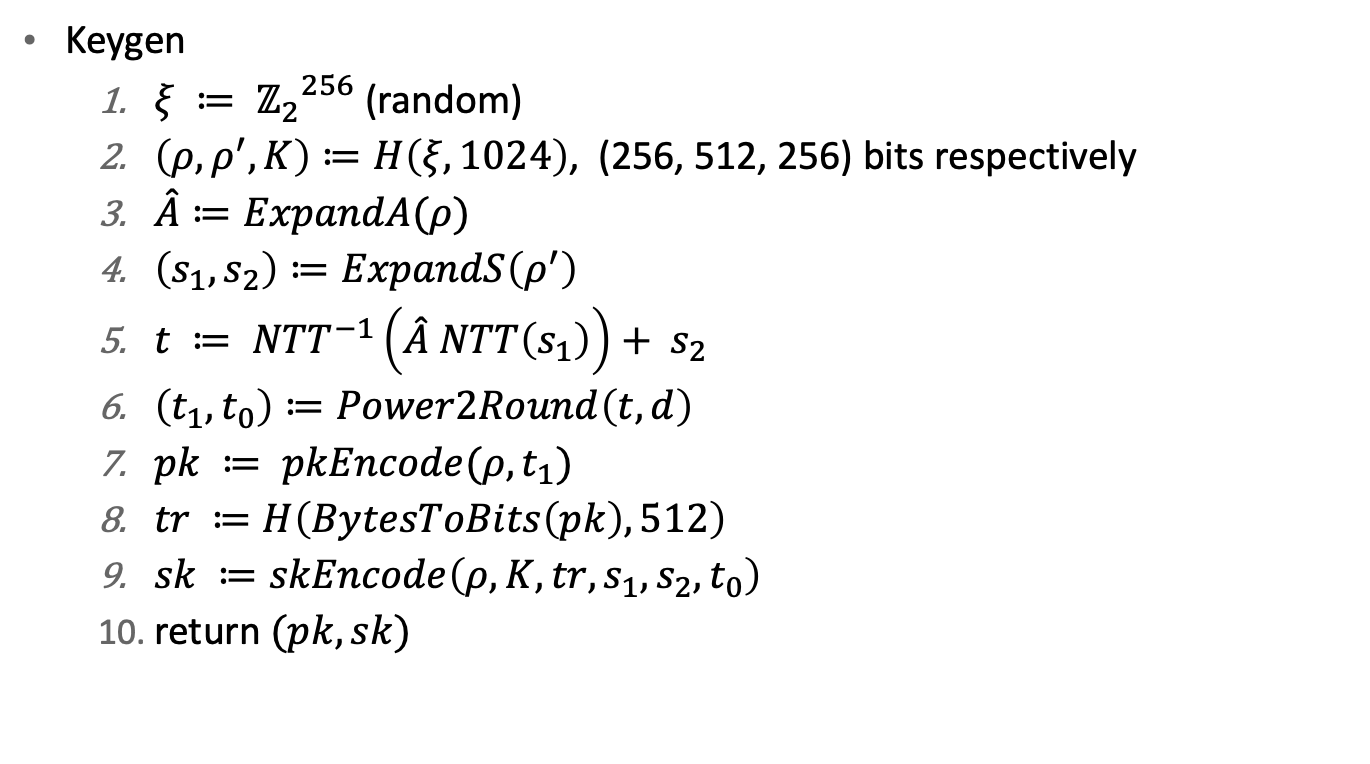 • Keygen
1. ξ ≔ ℤ₂²⁵⁶ (random)
2. (ρ, ρ′, K) ≔ H(ξ, 1024), (256, 512, 256) bits respectively
3. Â ≔ ExpandA(ρ)
4. (s₁, s₂) ≔ ExpandS(ρ′)
5. t ≔ NTT⁻¹(Â NTT(s₁)) + s₂
6. (t₁, t₀) ≔ Power2Round(t, d)
7. pk ≔ pkEncode(ρ, t₁)
8. tr ≔ H(BytesToBits(pk), 512)
9. sk ≔ skEncode(ρ, K, tr, s₁, s₂, t₀)
10. return (pk, sk)